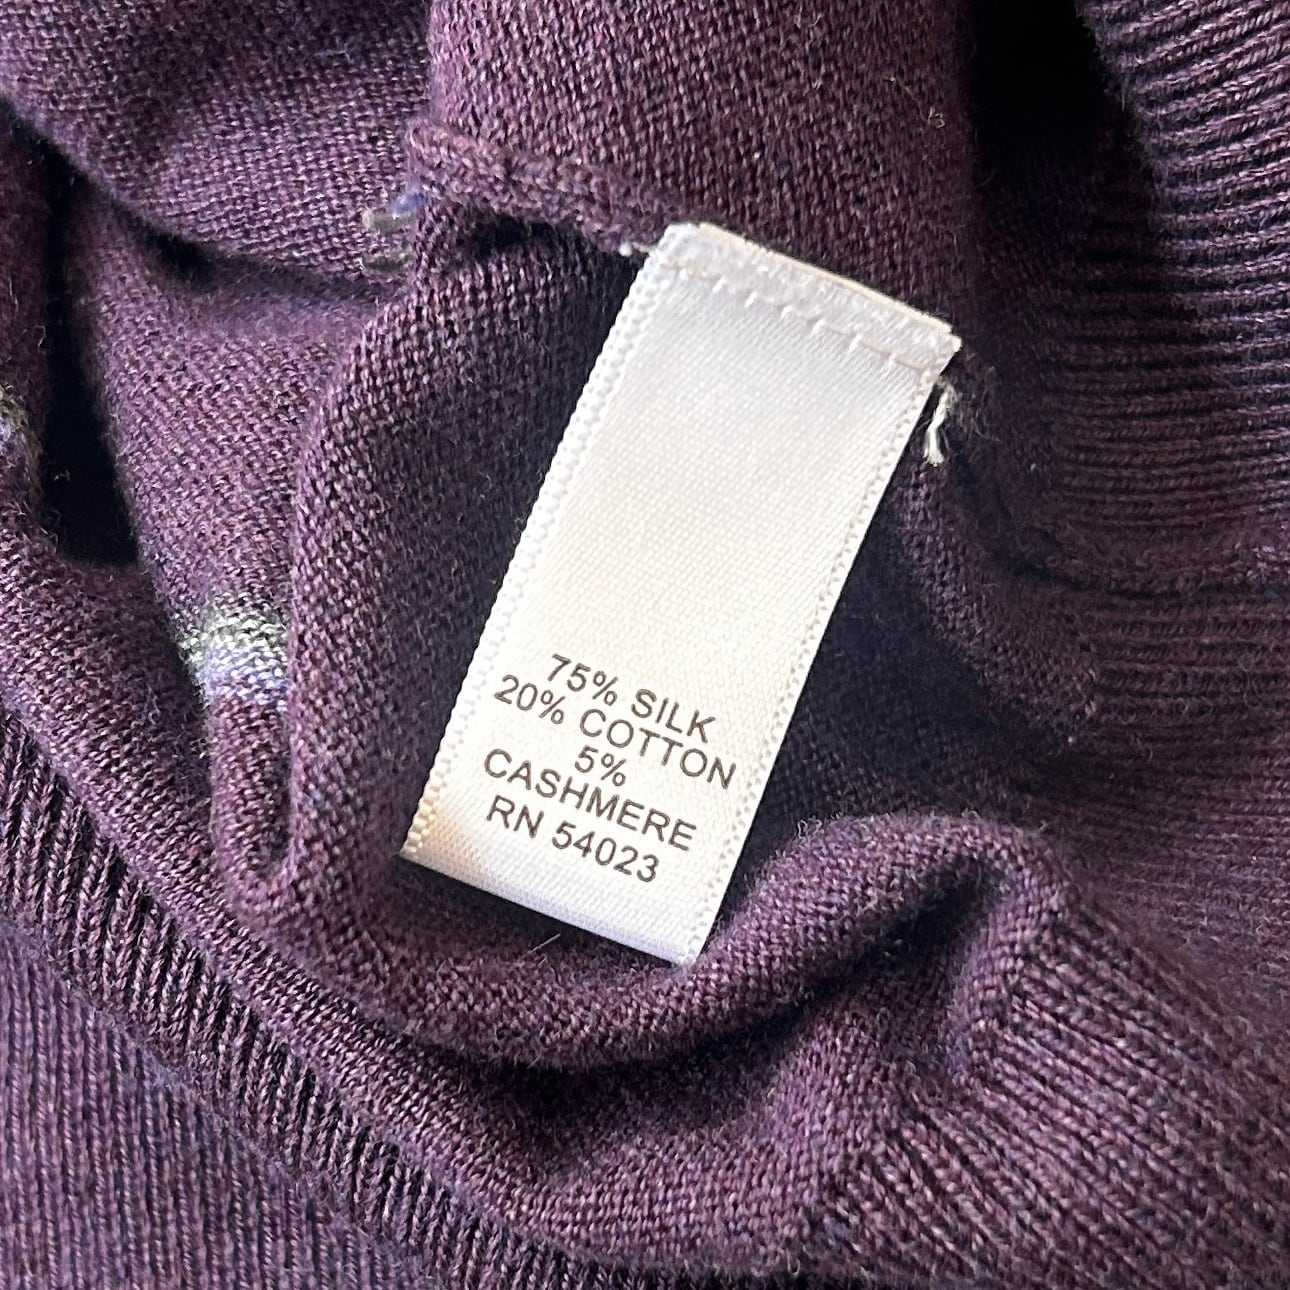 75% SILK
20% COTTON
5%
CASHMERE
RN 54023